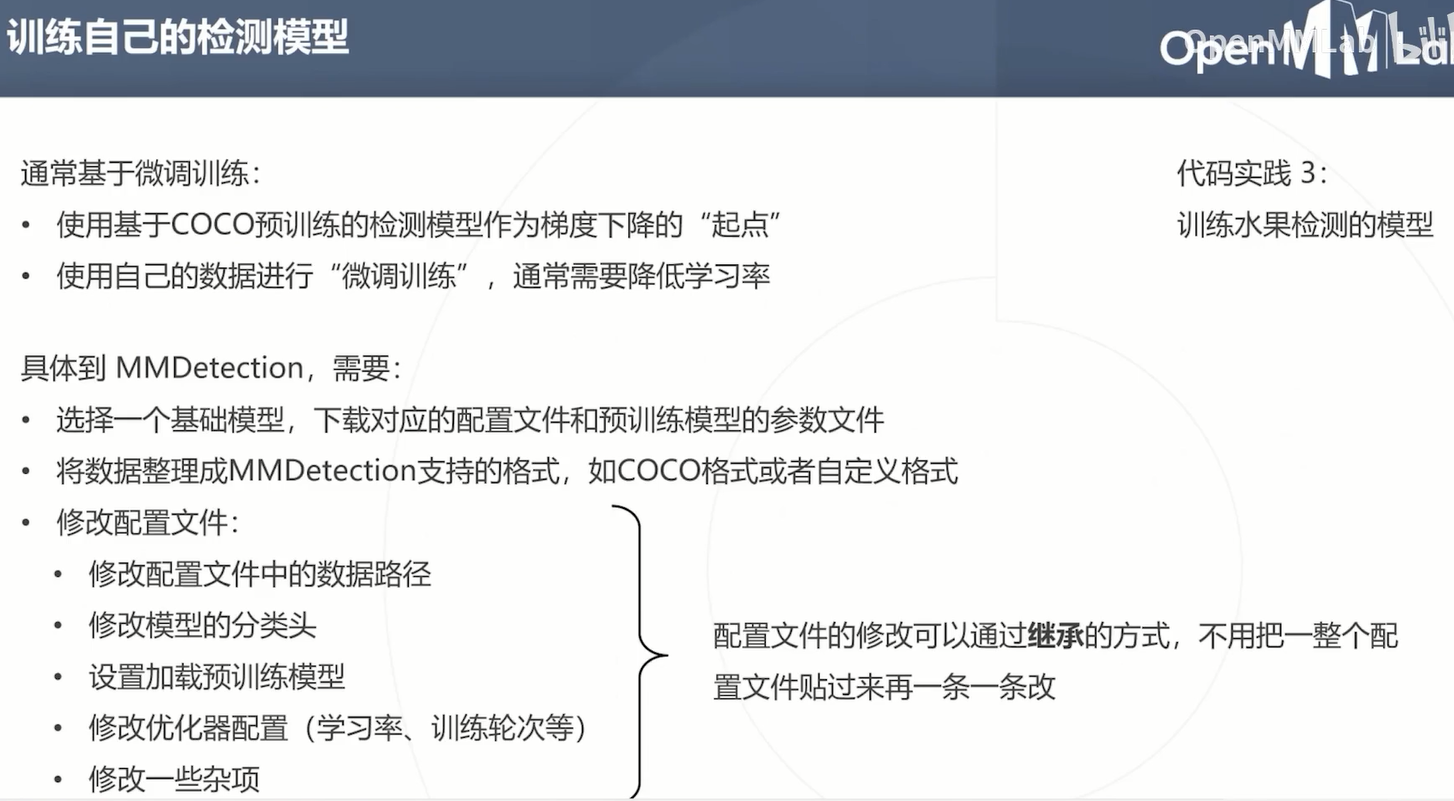 训练自己的检测模型
OpenMMLab
OpenMMLab
通常基于微调训练：
• 使用基于COCO预训练的检测模型作为梯度下降的“起点”
• 使用自己的数据进行“微调训练”，通常需要降低学习率
代码实践 3：
训练水果检测的模型
具体到 MMDetection，需要：
• 选择一个基础模型，下载对应的配置文件和预训练模型的参数文件
• 将数据整理成MMDetection支持的格式，如COCO格式或者自定义格式
• 修改配置文件：
• 修改配置文件中的数据路径
• 修改模型的分类头
• 设置加载预训练模型
• 修改优化器配置（学习率、训练轮次等）
• 修改一些杂项
配置文件的修改可以通过继承的方式，不用把一整个配
置文件贴过来再一条一条改